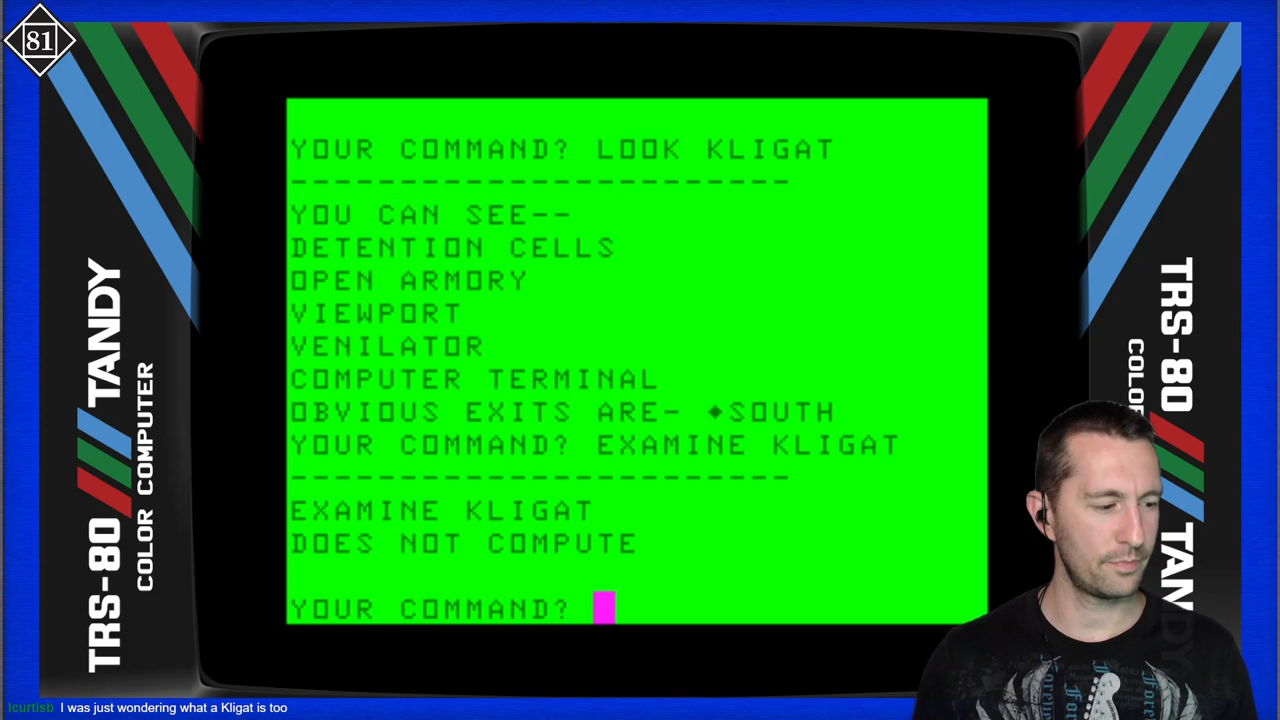 81
YOUR COMMAND? LOOK KLIGAT
------------------------
YOU CAN SEE--
DETENTION CELLS
OPEN ARMORY
VIEWPORT
VENILATOR
COMPUTER TERMINAL
OBVIOUS EXITS ARE- ♦SOUTH
YOUR COMMAND? EXAMINE KLIGAT
------------------------
EXAMINE KLIGAT
DOES NOT COMPUTE
YOUR COMMAND?
TRS-80 TANDY
COLOR COMPUTER
TRS-80 TAN
COLO
lcurtisb I was just wondering what a Kligat is too